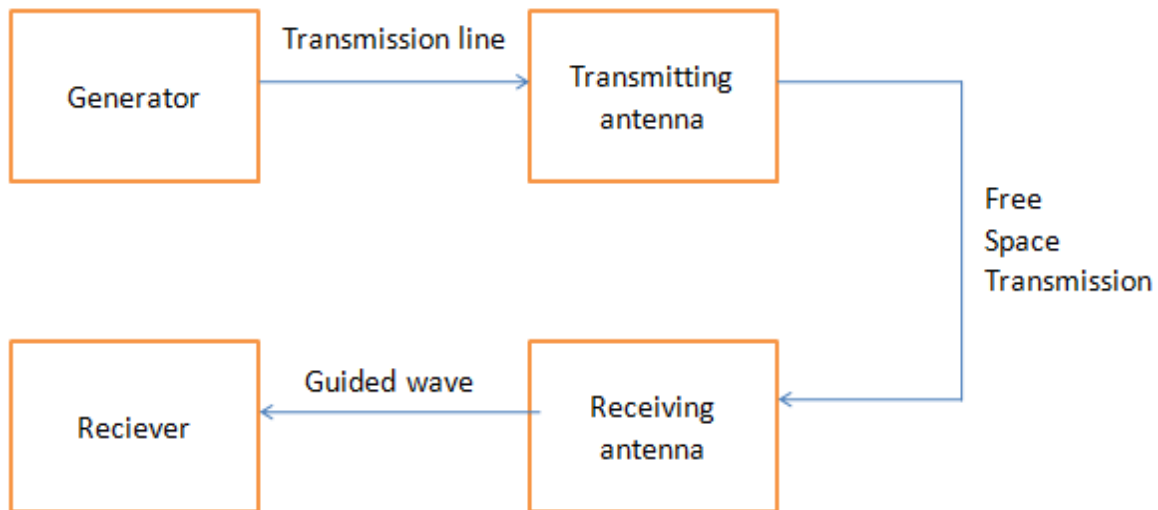 Generator
Transmission line
Transmitting
antenna
Free
Space
Transmission
Receiving
antenna
Guided wave
Reciever